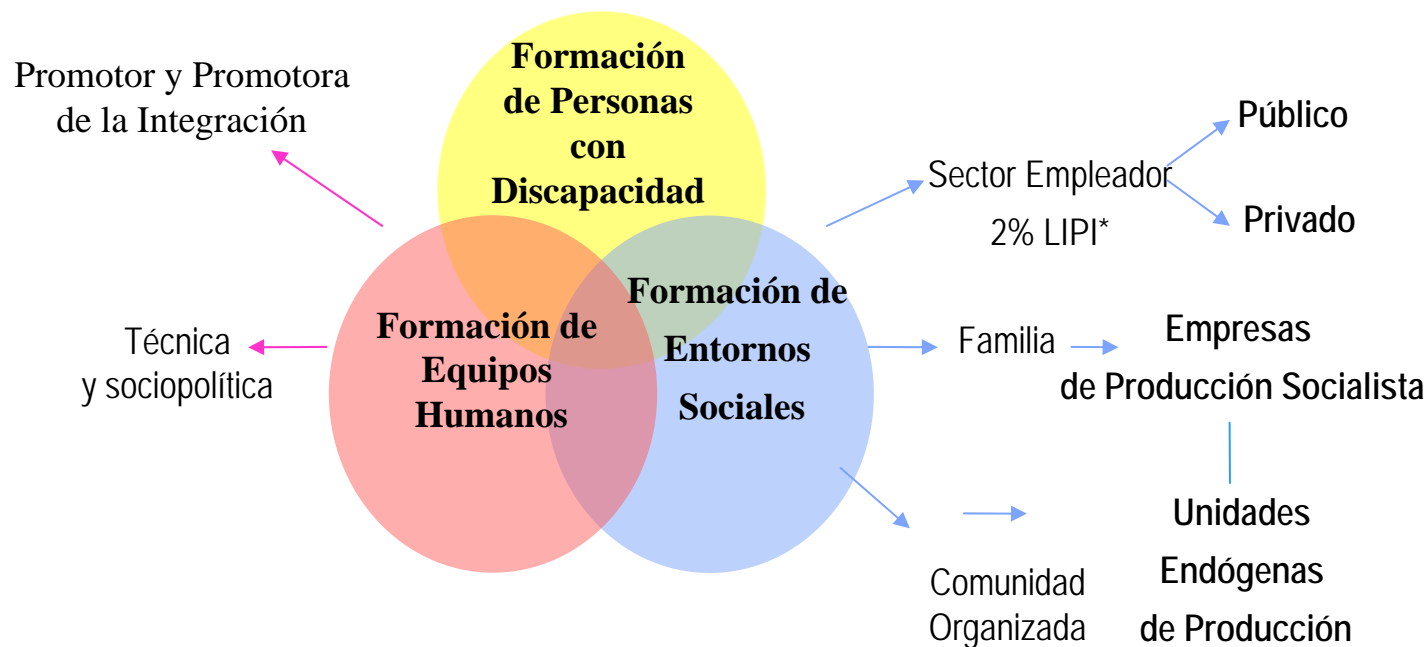 Promotor y Promotora
de la Integración
Técnica
y sociopolítica
Formación
de Personas
con
Discapacidad
Formación de
Equipos
Humanos
Formación de
Entornos
Sociales
Sector Empleador
2% LIPI*
Público
Privado
Familia
Empresas
de Producción Socialista
Comunidad
Organizada
Unidades
Endógenas
de Producción